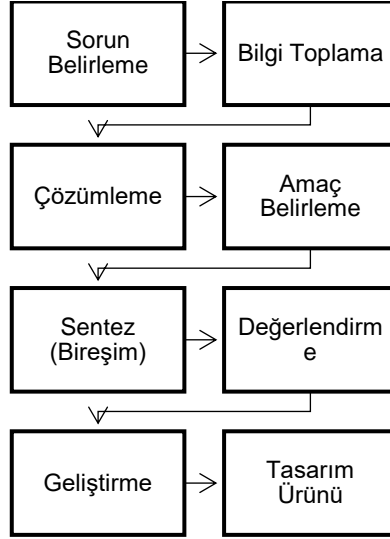 Sorun
Belirleme
Bilgi Toplama
Çözümleme
Amaç
Belirleme
Sentez
(Bireşim)
Değerlendirm
e
Geliştirme
Tasarım
Ürünü